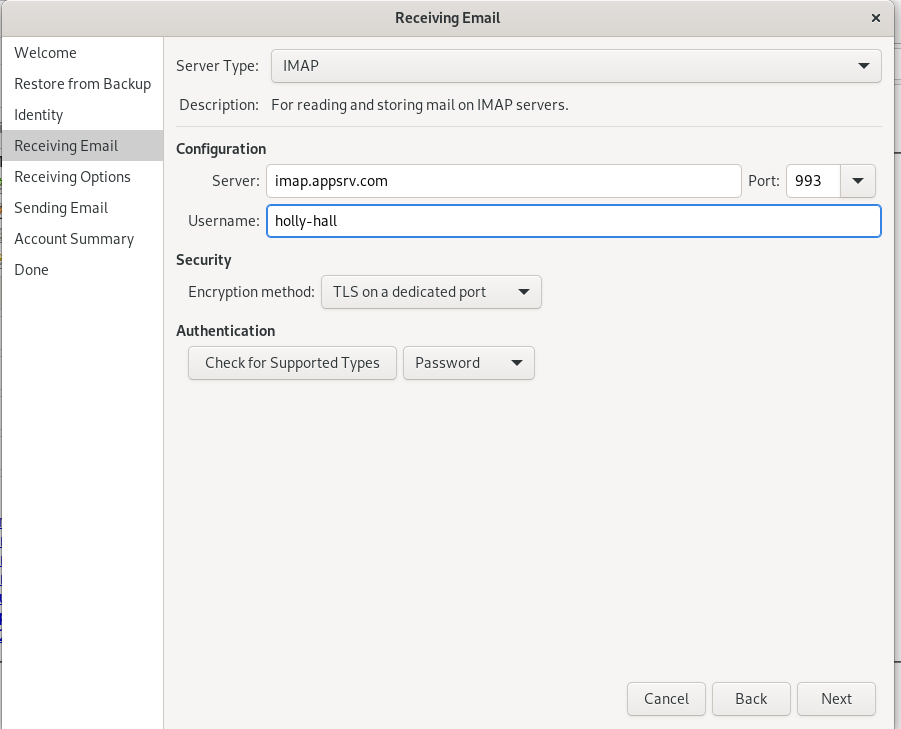 Receiving Email ×
Welcome
Restore from Backup
Identity
Receiving Email
Receiving Options
Sending Email
Account Summary
Done
Server Type: IMAP
Description: For reading and storing mail on IMAP servers.
Configuration
Server: imap.appsrv.com Port: 993
Username: holly-hall
Security
Encryption method: TLS on a dedicated port
Authentication
Check for Supported Types Password
Cancel Back Next